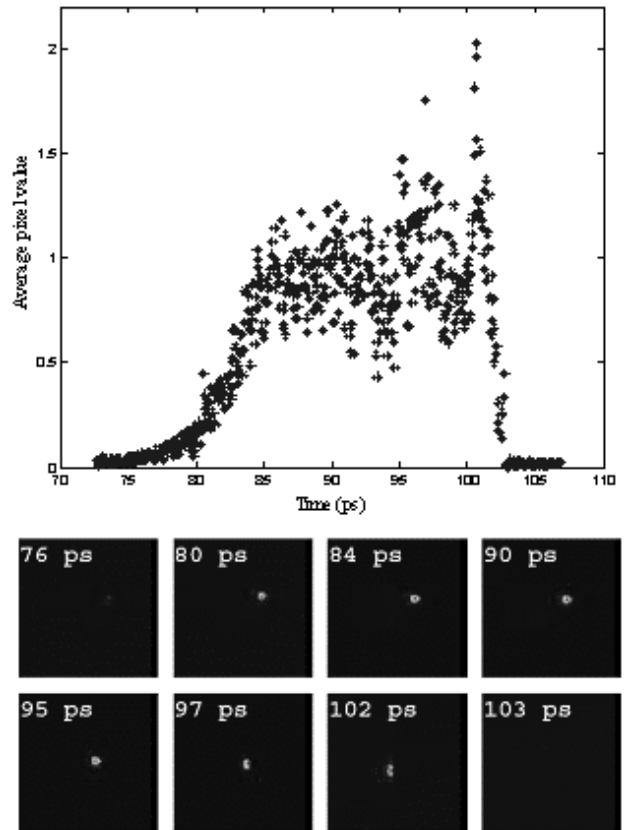 2
1.5
Average pixel value
1
0.5
0
70 75 80 85 90 95 100 105 110
Time (ps)
76 ps 80 ps 84 ps 90 ps
95 ps 97 ps 102 ps 103 ps